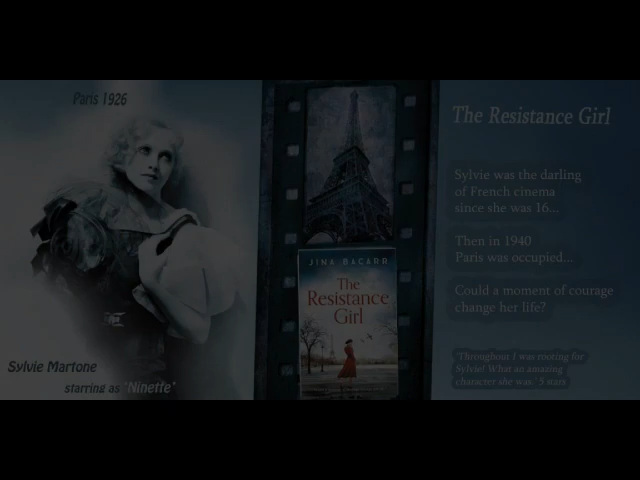 Paris 1926
Sylvie Martone
starring as "Ninette"
JINA BACARR
The
Resistance
Girl
The Resistance Girl
Sylvie was the darling
of French cinema
since she was 16...
Then in 1940
Paris was occupied...
Could a moment of courage
change her life?
'Throughout I was rooting for
Sylvie! What an amazing
character she was.' 5 stars